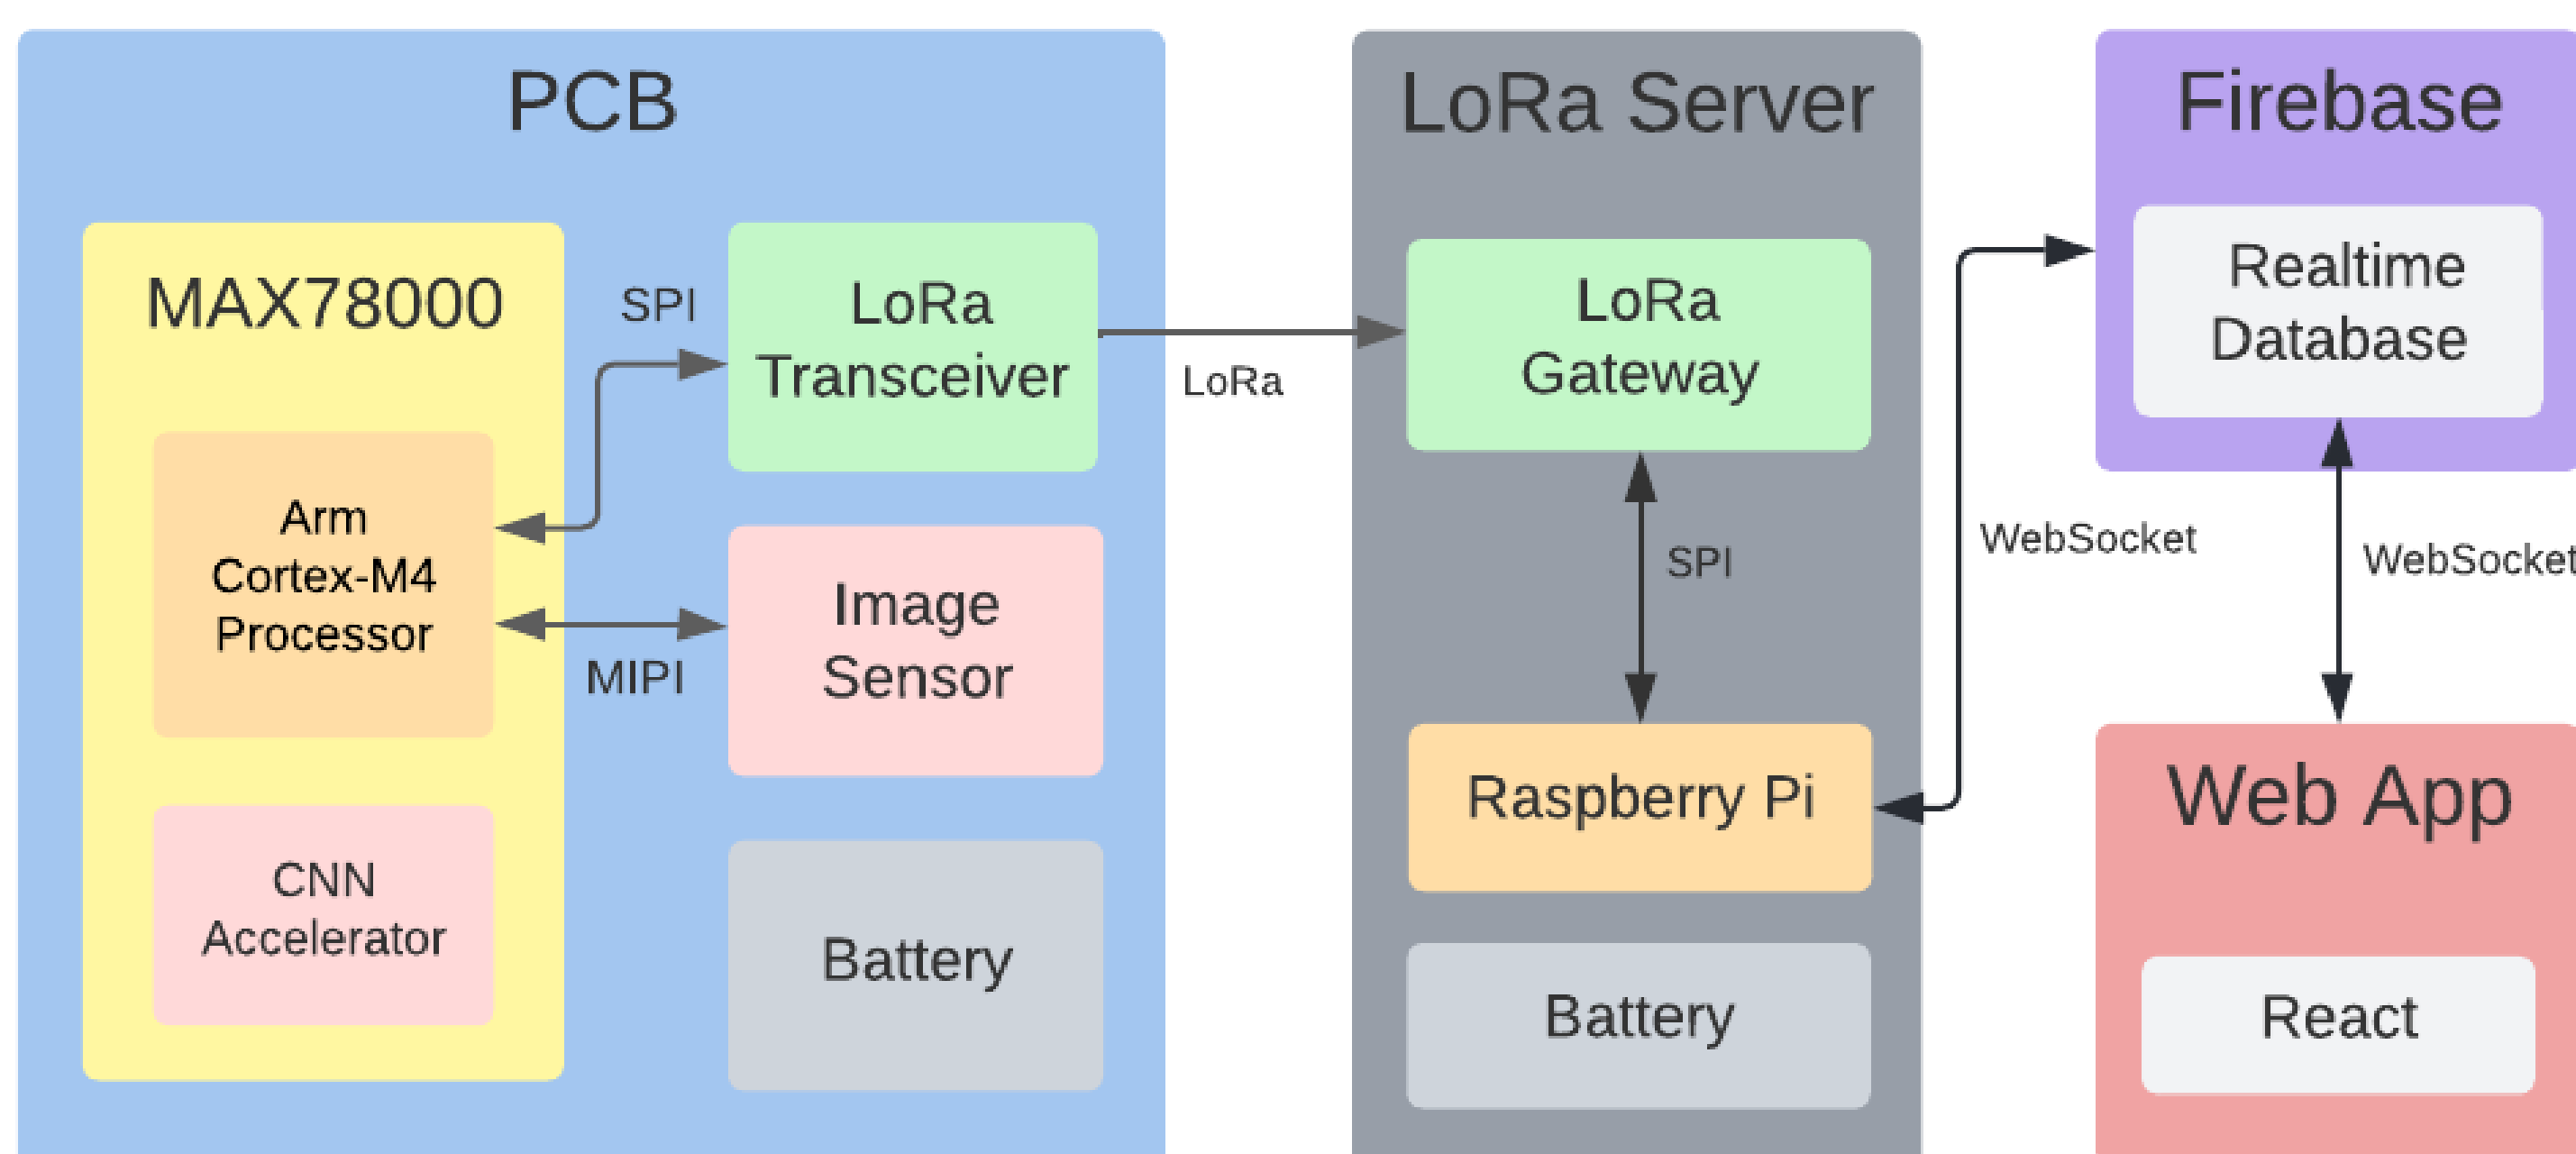 PCB
MAX78000
Arm
Cortex-M4
Processor
CNN
Accelerator
SPI
MIPI
LoRa
Transceiver
Image
Sensor
Battery
LoRa
LoRa Server
LoRa
Gateway
SPI
Raspberry Pi
Battery
WebSocket
Firebase
Realtime
Database
WebSocket
Web App
React